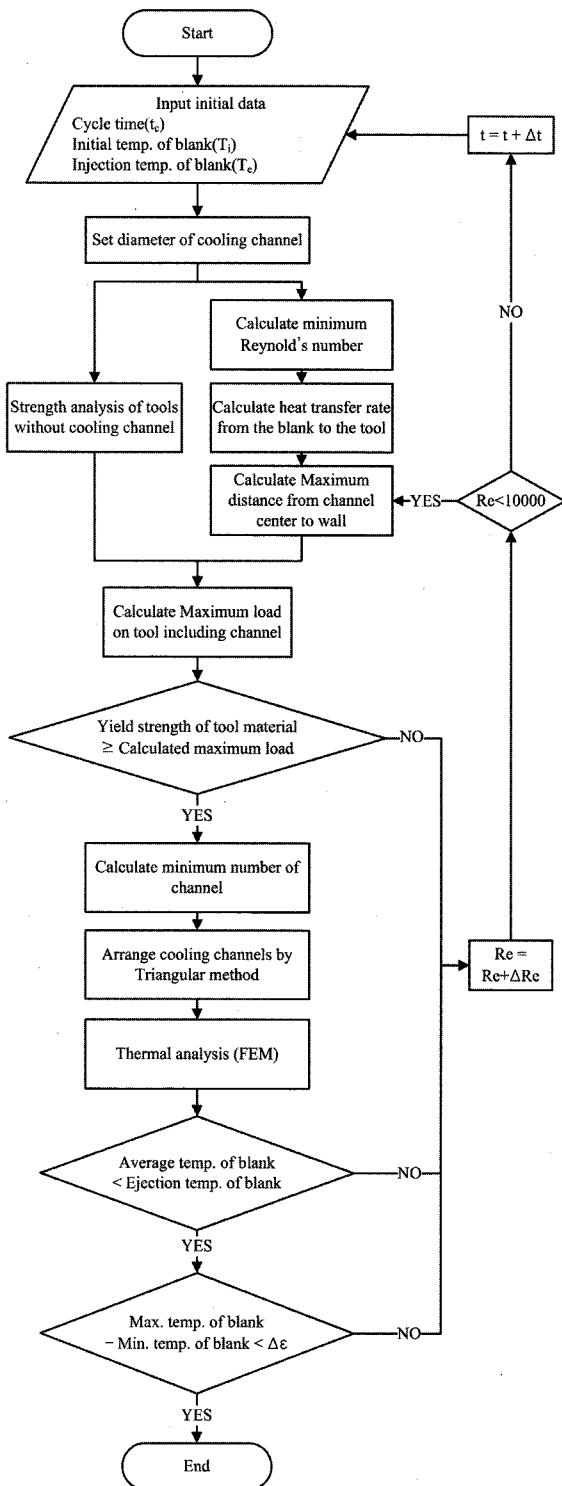 Start
Input initial data
Cycle time(tc)
Initial temp. of blank(Ti)
Injection temp. of blank(Te)
t = t + Δt
Set diameter of cooling channel
Calculate minimum
Reynold's number
NO
Strength analysis of tools
without cooling channel
Calculate heat transfer rate
from the blank to the tool
Calculate Maximum
distance from channel
center to wall
YES
Re<10000
Calculate Maximum load
on tool including channel
Yield strength of tool material
≥ Calculated maximum load
NO
YES
Calculate minimum number of
channel
Arrange cooling channels by
Triangular method
Re =
Re+ΔRe
Thermal analysis (FEM)
Average temp. of blank
< Ejection temp. of blank
NO
YES
Max. temp. of blank
− Min. temp. of blank < Δε
NO
YES
End